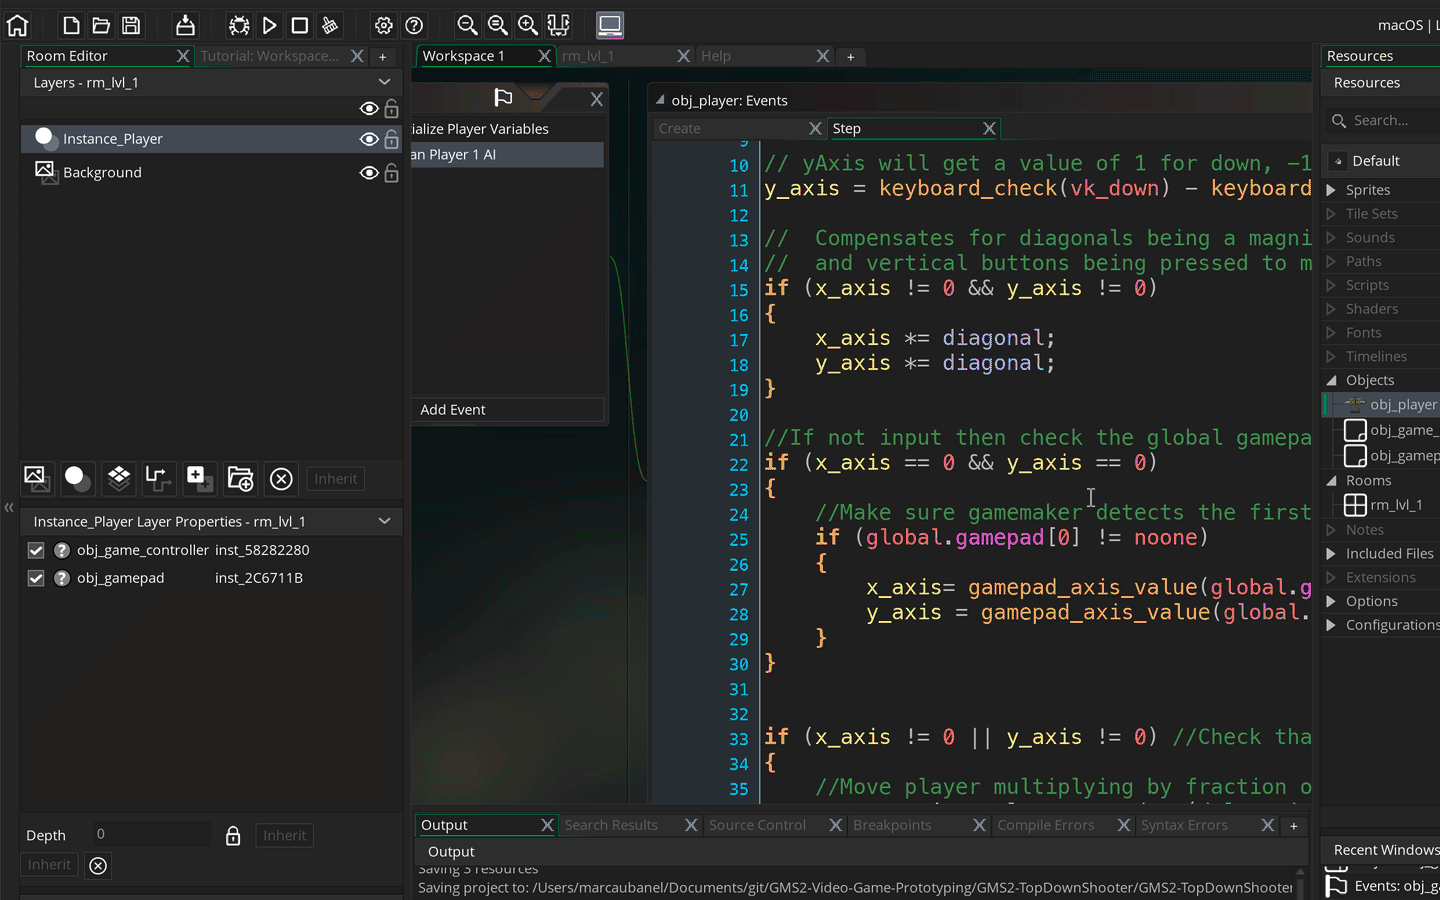 macOS | L
Room Editor
Tutorial: Workspace...
Layers - rm_lvl_1
Instance_Player
Background
Inherit
Instance_Player Layer Properties - rm_lvl_1
obj_game_controller inst_58282280
obj_gamepad inst_2C6711B
Depth 0 Inherit
Inherit
Workspace 1
rm_lvl_1
Help
ialize Player Variables
an Player 1 AI
Add Event
obj_player: Events
Create
Step
9
10 // yAxis will get a value of 1 for down, -1
11 y_axis = keyboard_check(vk_down) - keyboard
12
13 //  Compensates for diagonals being a magni
14 //  and vertical buttons being pressed to m
15 if (x_axis != 0 && y_axis != 0)
16 {
17     x_axis *= diagonal;
18     y_axis *= diagonal;
19 }
20
21 //If not input then check the global gamepa
22 if (x_axis == 0 && y_axis == 0)
23 {
24     //Make sure gamemaker detects the first
25     if (global.gamepad[0] != noone)
26     {
27         x_axis= gamepad_axis_value(global.g
28         y_axis = gamepad_axis_value(global.
29     }
30 }
31
32
33 if (x_axis != 0 || y_axis != 0) //Check tha
34 {
35     //Move player multiplying by fraction o
Output
Search Results
Source Control
Breakpoints
Compile Errors
Syntax Errors
Output
Saving 3 resources
Saving project to: /Users/marcaubanel/Documents/git/GMS2-Video-Game-Prototyping/GMS2-TopDownShooter/GMS2-TopDownShooter
Resources
Resources
Search...
Default
Sprites
Tile Sets
Sounds
Paths
Scripts
Shaders
Fonts
Timelines
Objects
obj_player
obj_game_
obj_gamep
Rooms
rm_lvl_1
Notes
Included Files
Extensions
Options
Configurations
Recent Windows
Events: obj_g